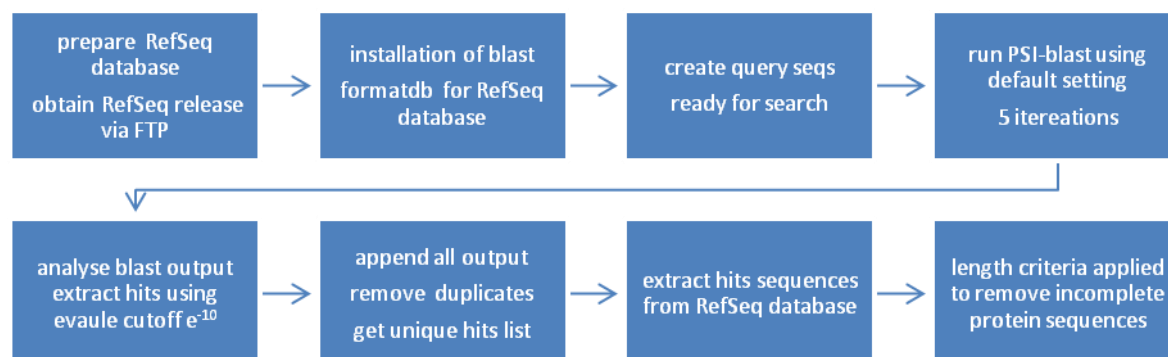 prepare RefSeq
database
obtain RefSeq release
via FTP
installation of blast
formatdb for RefSeq
database
create query seqs
ready for search
run PSI-blast using
default setting
5 itereations
analyse blast output
extract hits using
evaule cutoff e-10
append all output
remove duplicates
get unique hits list
extract hits sequences
from RefSeq database
length criteria applied
to remove incomplete
protein sequences